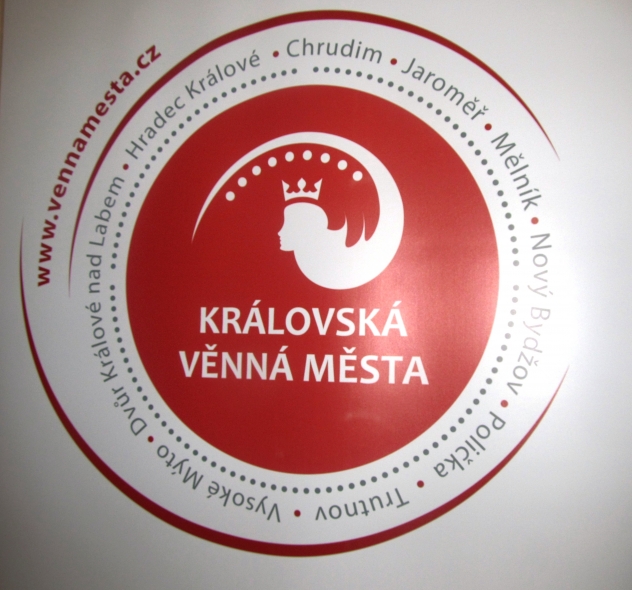 www.vennamesta.cz
Dvůr Králové nad Labem • Hradec Králové • Chrudim • Jaroměř • Mělník • Nový Bydžov • Polička • Trutnov • Vysoké Mýto •
KRÁLOVSKÁ
VĚNNÁ MĚSTA